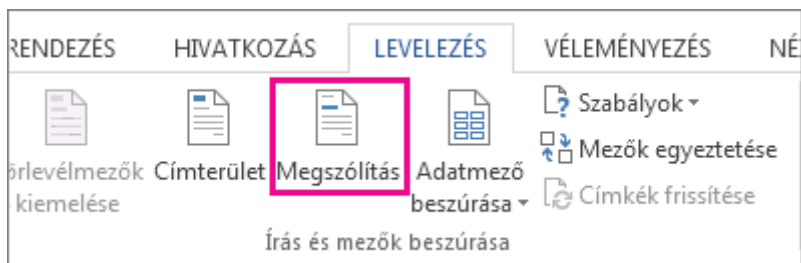 RENDEZÉS HIVATKOZÁS LEVELEZÉS VÉLEMÉNYEZÉS
Szabályok
Mezők egyeztetése
Címterület Megszólítás Adatmező
kiemelése beszúrása Címkék frissítése
Írás és mezők beszúrása